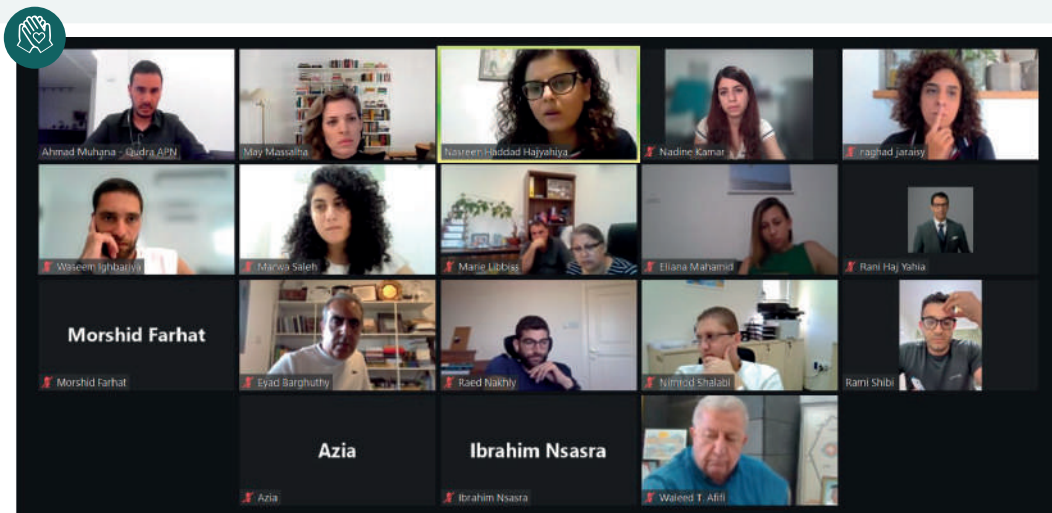 Ahmad Muhana - Qudra APN
May Massalha
Nasreen Haddad Hajyahiya
Nadine Kamar
raghad jaraisy
Waseem Ighbariya
Marwa Saleh
Marie Libbiss
Eliana Mahamid
Rani Haj Yahia
Morshid Farhat
Morshid Farhat
Eyad Barghuthy
Raed Nakhly
Nimrod Shalabi
Rami Shibi
Azia
Azia
Ibrahim Nsasra
Ibrahim Nsasra
Waleed T. Afifi